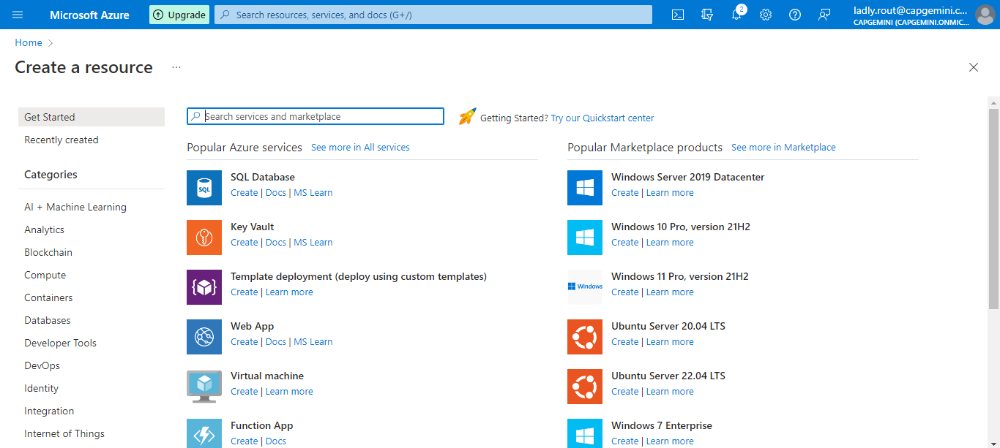 Microsoft Azure
Upgrade
Search resources, services, and docs (G+/)
2
ladly.rout@capgemini.c...
CAPGEMINI (CAPGEMINI.ONMIC...
Home
Create a resource
...
Get Started
Recently created
Categories
AI + Machine Learning
Analytics
Blockchain
Compute
Containers
Databases
Developer Tools
DevOps
Identity
Integration
Internet of Things
Search services and marketplace
Getting Started? Try our Quickstart center
Popular Azure services See more in All services
SQL
SQL Database
Create | Docs | MS Learn
Key Vault
Create | Docs | MS Learn
Template deployment (deploy using custom templates)
Create | Learn more
Web App
Create | Docs | MS Learn
Virtual machine
Create | Learn more
Function App
Create | Docs
Popular Marketplace products See more in Marketplace
Windows Server 2019 Datacenter
Create | Learn more
Windows 10 Pro, version 21H2
Create | Learn more
Windows
Windows 11 Pro, version 21H2
Create | Learn more
Ubuntu Server 20.04 LTS
Create | Learn more
Ubuntu Server 22.04 LTS
Create | Learn more
Windows 7 Enterprise
Create | Learn more